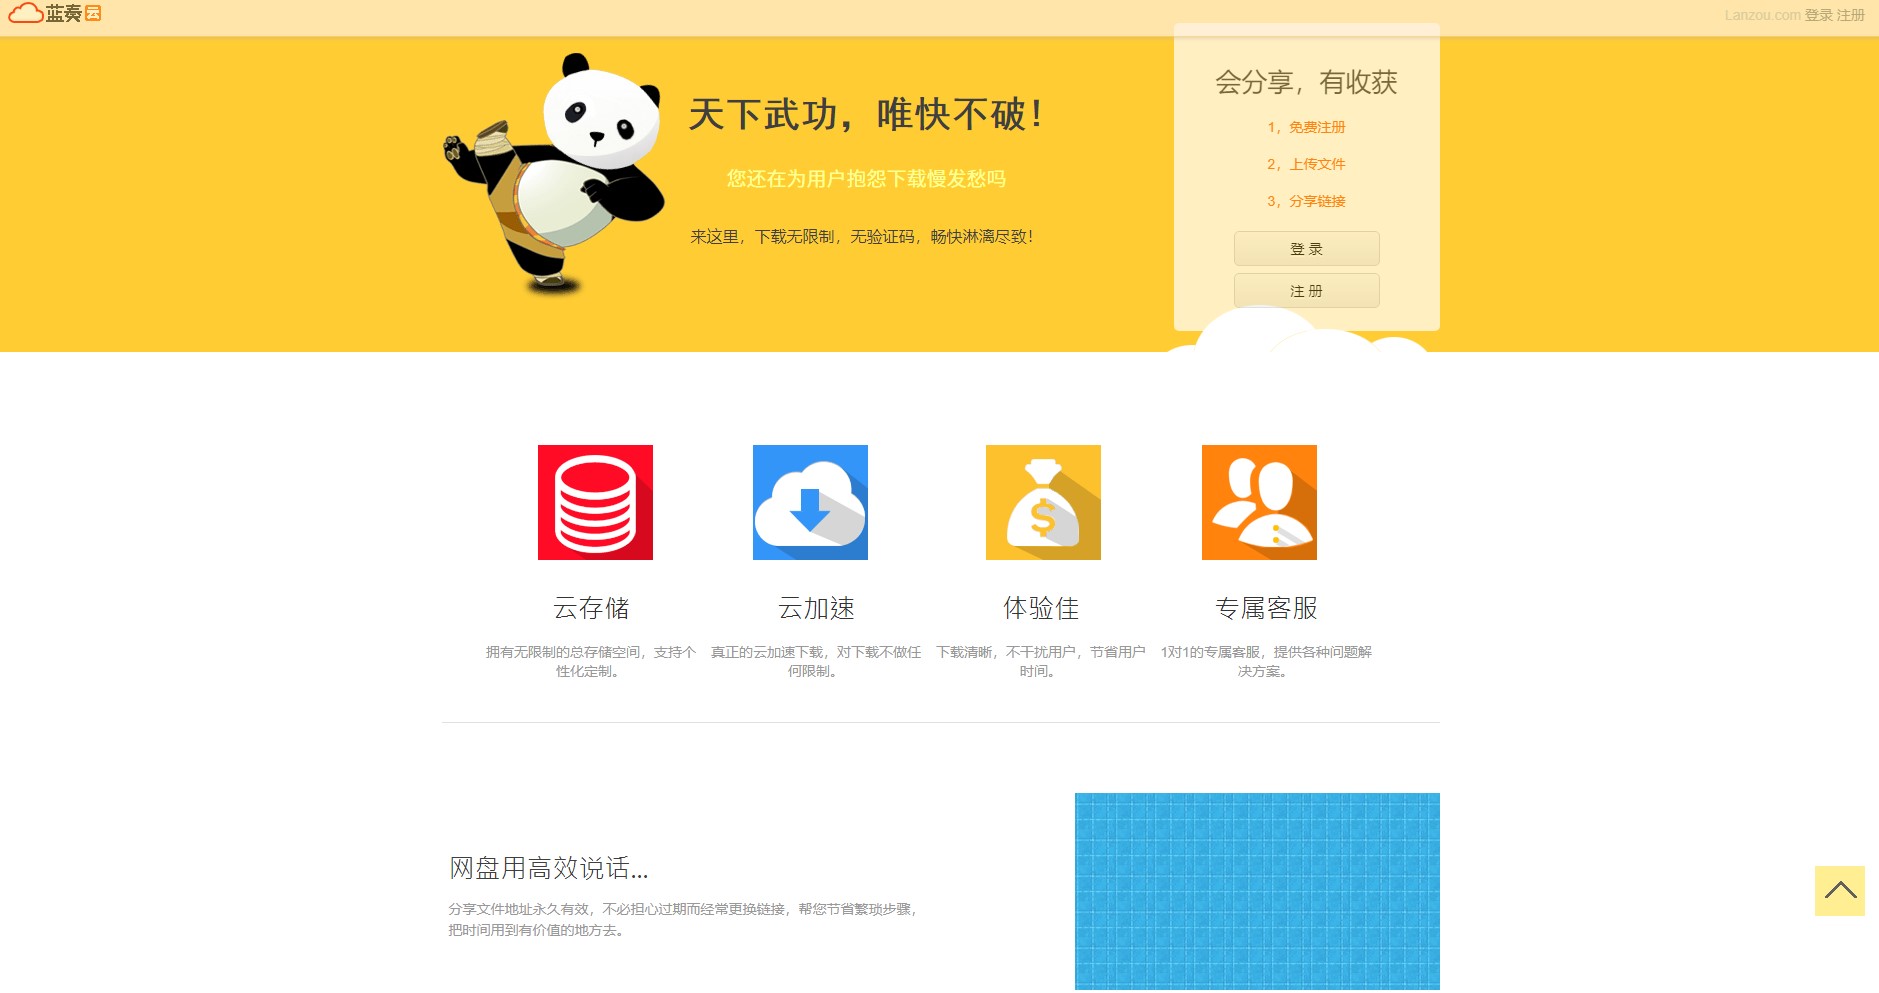 蓝奏云
Lanzou.com 登录 注册
天下武功，唯快不破！
您还在为用户抱怨下载慢发愁吗
来这里，下载无限制，无验证码，畅快淋漓尽致！
会分享，有收获
1，免费注册
2，上传文件
3，分享链接
登 录
注 册
云存储
拥有无限制的总存储空间，支持个
性化定制。
云加速
真正的云加速下载，对下载不做任
何限制。
体验佳
下载清晰，不干扰用户，节省用户
时间。
专属客服
1对1的专属客服，提供各种问题解
决方案。
网盘用高效说话...
分享文件地址永久有效，不必担心过期而经常更换链接，帮您节省繁琐步骤，
把时间用到有价值的地方去。